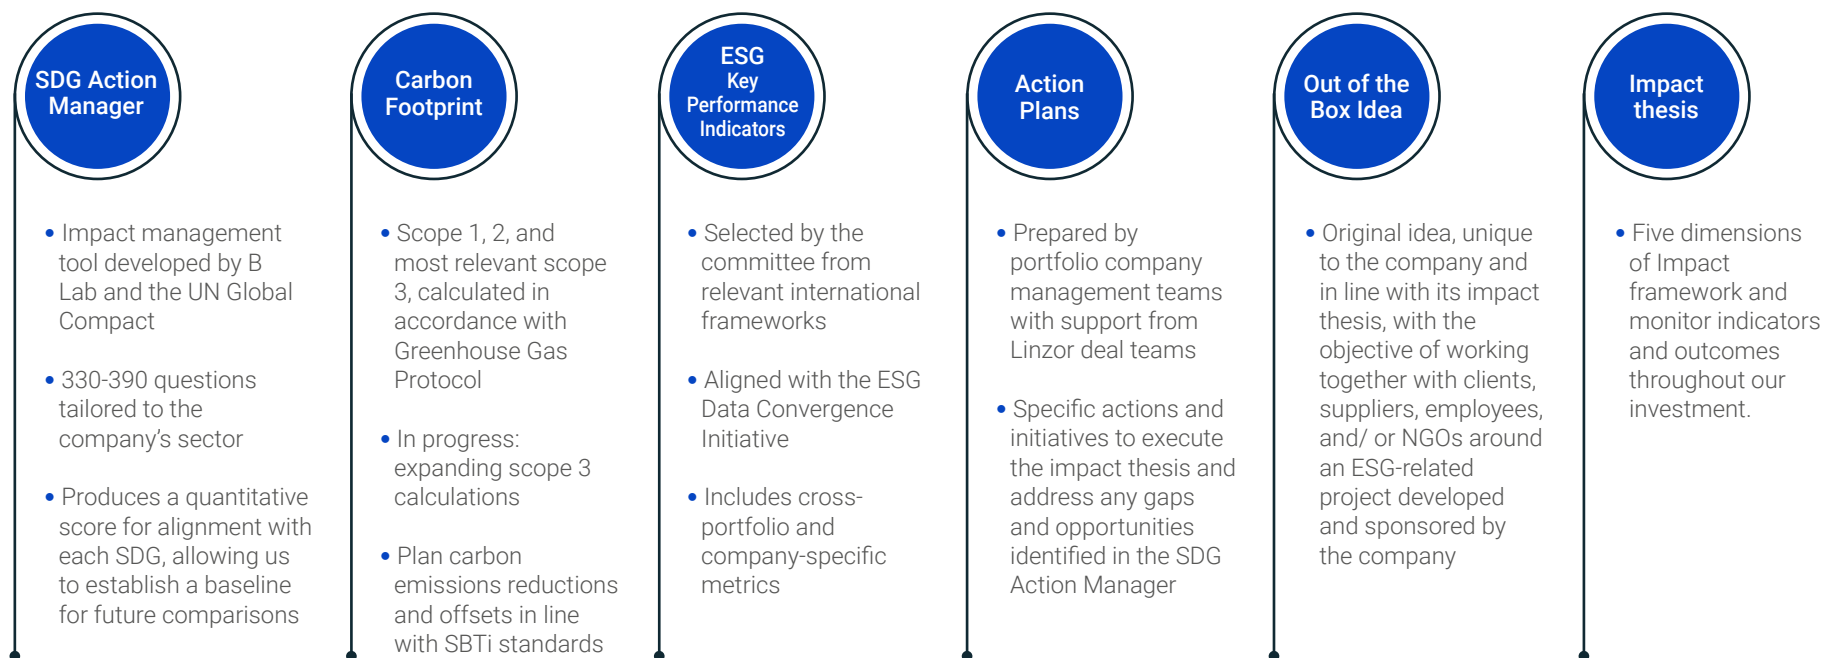 SDG Action
Manager
• Impact management
tool developed by B
Lab and the UN Global
Compact
• 330-390 questions
tailored to the
company's sector
• Produces a quantitative
score for alignment with
each SDG, allowing us
to establish a baseline
for future comparisons
Carbon
Footprint
• Scope 1, 2, and
most relevant scope
3, calculated in
accordance with
Greenhouse Gas
Protocol
• In progress:
expanding scope 3
calculations
• Plan carbon
emissions reductions
and offsets in line
with SBTi standards
ESG
Key
Performance
Indicators
• Selected by the
committee from
relevant international
frameworks
• Aligned with the ESG
Data Convergence
Initiative
• Includes cross-
portfolio and
company-specific
metrics
Action
Plans
• Prepared by
portfolio company
management teams
with support from
Linzor deal teams
• Specific actions and
initiatives to execute
the impact thesis and
address any gaps
and opportunities
identified in the SDG
Action Manager
Out of the
Box Idea
• Original idea, unique
to the company and
in line with its impact
thesis, with the
objective of working
together with clients,
suppliers, employees,
and/ or NGOs around
an ESG-related
project developed
and sponsored by
the company
Impact
thesis
• Five dimensions
of Impact
framework and
monitor indicators
and outcomes
throughout our
investment.